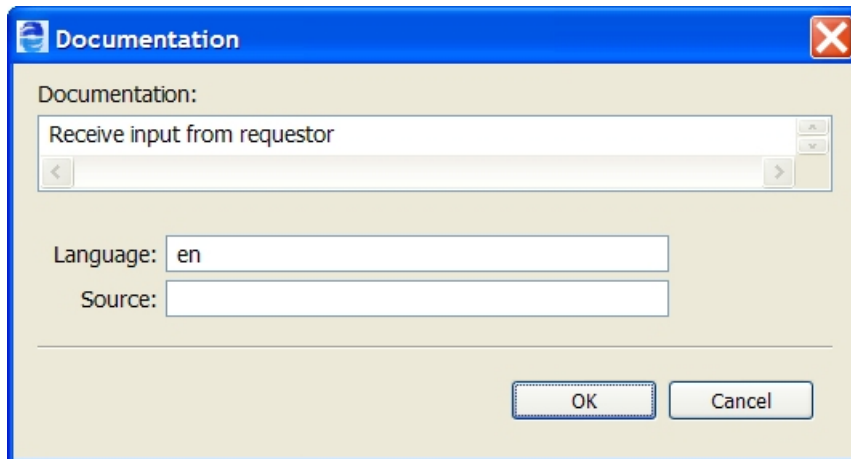 Documentation
Documentation:
Receive input from requestor
Language: en
Source:
OK Cancel